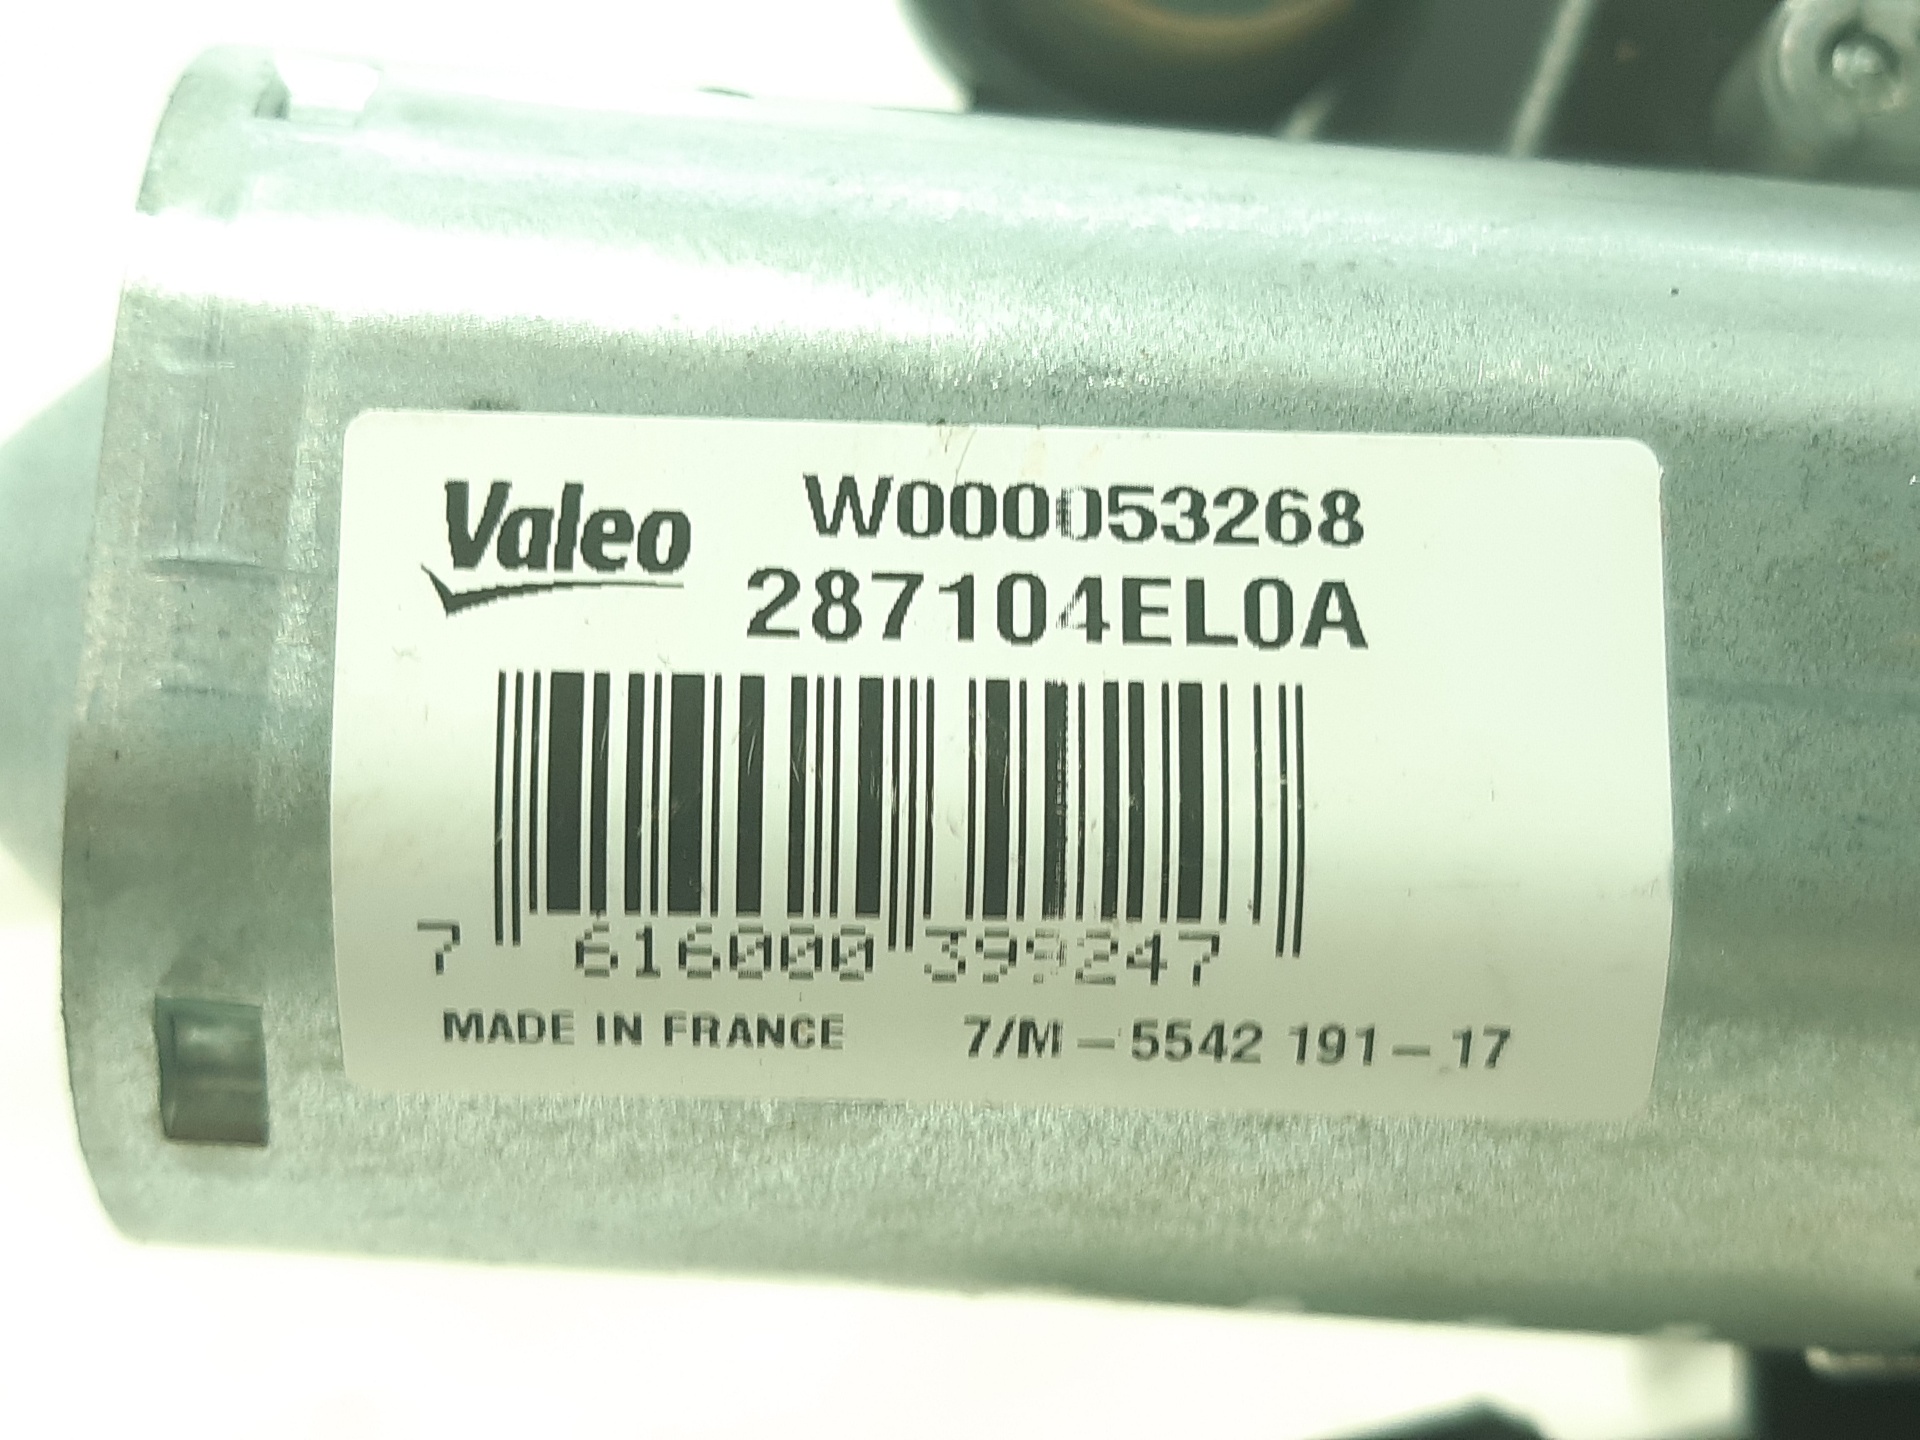 Valeo
W000053268
287104EL0A
7 616000 399247
MADE IN FRANCE 7/M - 5542 191 - 17